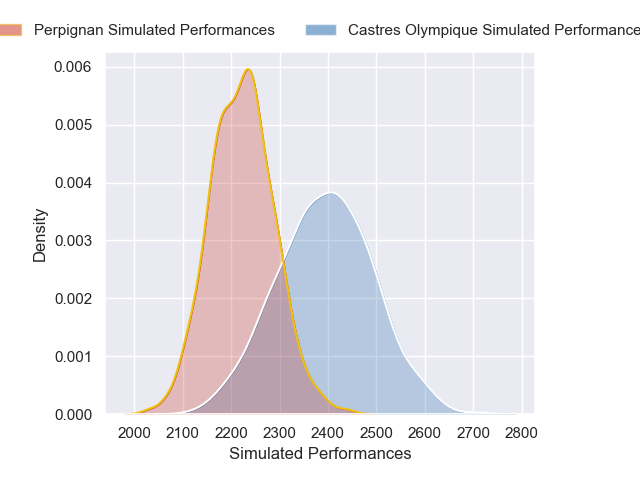 Perpignan Simulated Performances
Castres Olympique Simulated Performance
0.006
0.005
0.004
0.003
0.002
0.001
0.000
Density
2000 2100 2200 2300 2400 2500 2600 2700 2800
Simulated Performances